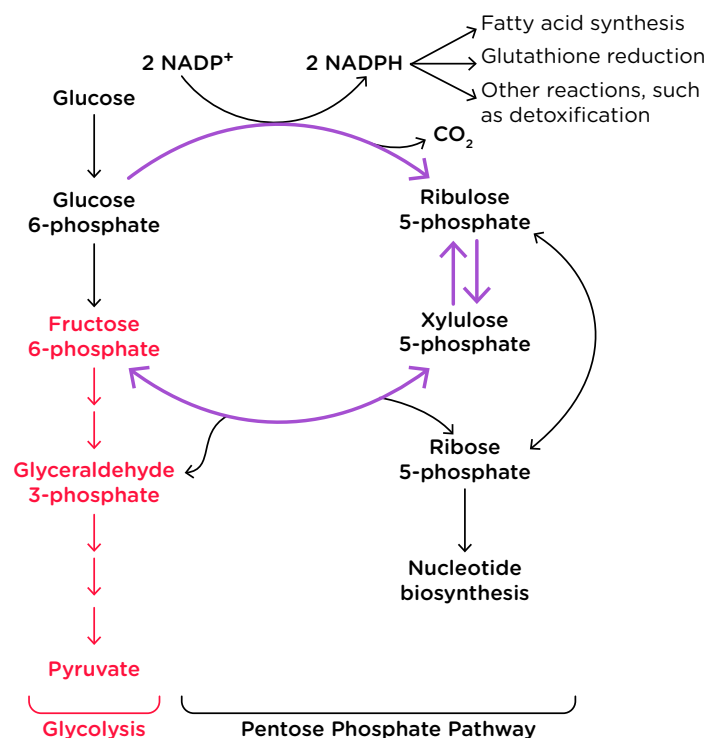 Fatty acid synthesis
2 NADP⁺
2 NADPH
Glutathione reduction
Other reactions, such
as detoxification
Glucose
CO₂
Glucose
6-phosphate
Ribulose
5-phosphate
Fructose
6-phosphate
Xylulose
5-phosphate
Glyceraldehyde
3-phosphate
Ribose
5-phosphate
Nucleotide
biosynthesis
Pyruvate
Glycolysis
Pentose Phosphate Pathway